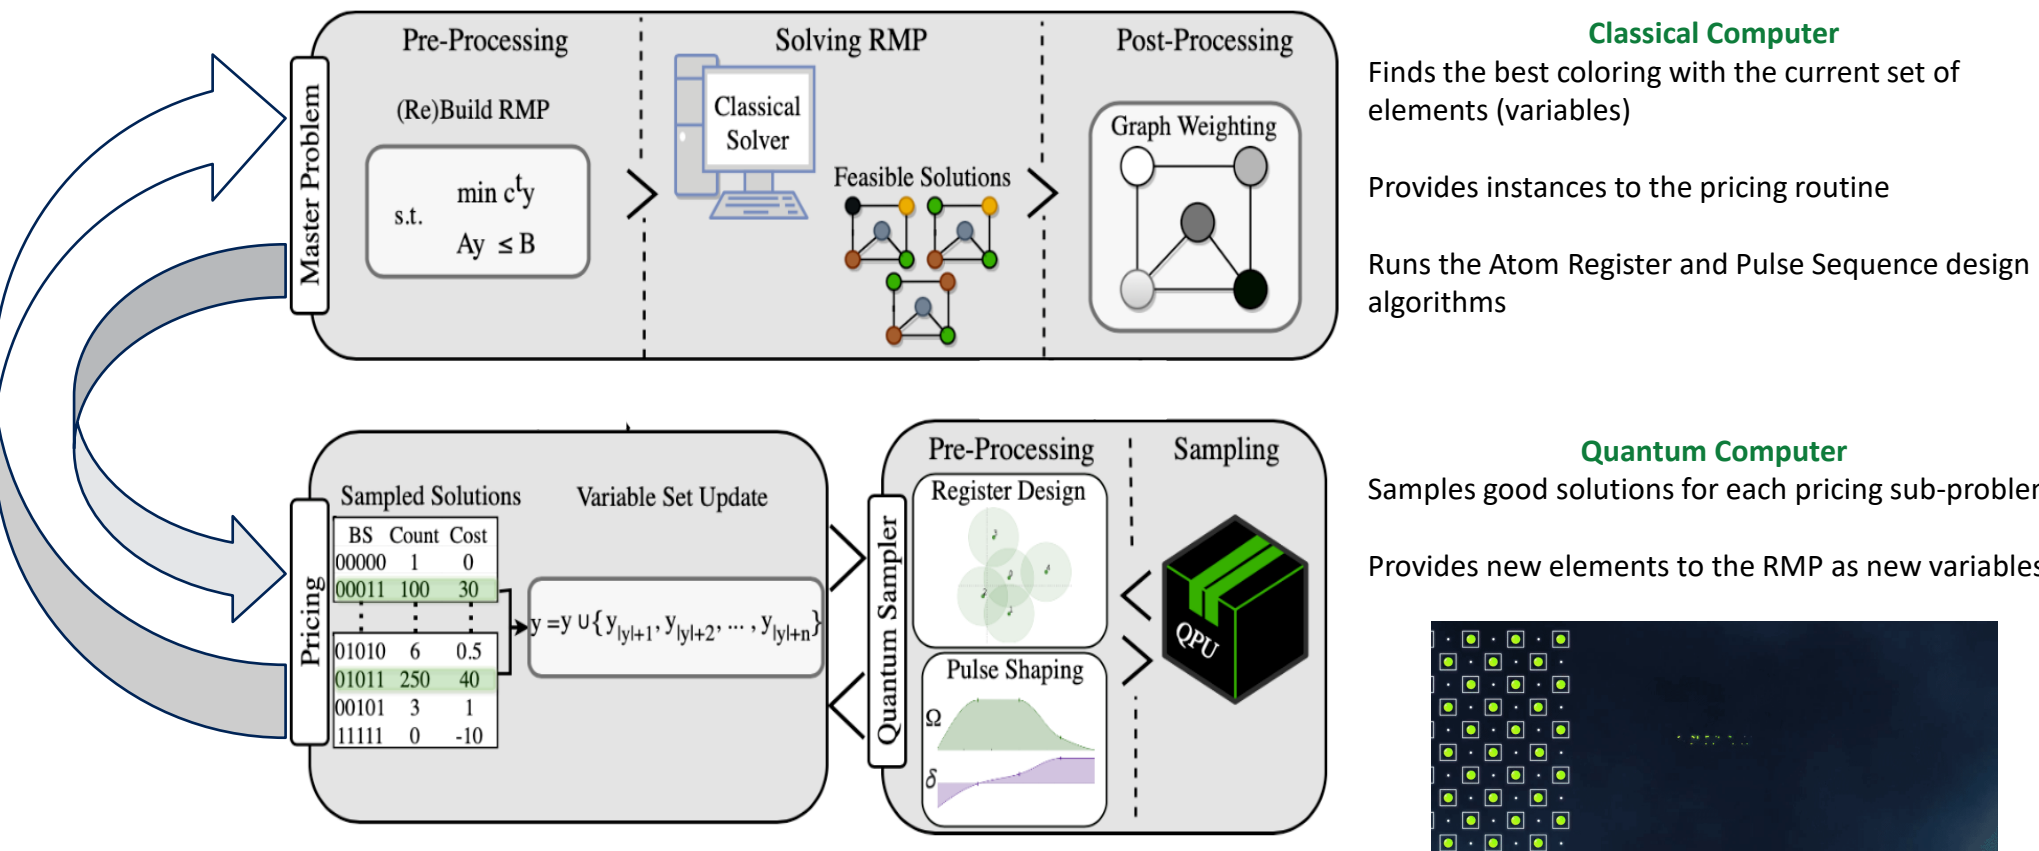 Pre-Processing
Solving RMP
Post-Processing
Master Problem
(Re)Build RMP
min cᵗy
s.t.
Ay ≤ B
Classical
Solver
Feasible Solutions
Graph Weighting
Classical Computer
Finds the best coloring with the current set of
elements (variables)
Provides instances to the pricing routine
Runs the Atom Register and Pulse Sequence design
algorithms
Pricing
Sampled Solutions
Variable Set Update
BS Count Cost
00000 1 0
00011 100 30
01010 6 0.5
01011 250 40
00101 3 1
11111 0 -10
y =y ∪{y|y|+1, y|y|+2, ... , y|y|+n}
Quantum Sampler
Pre-Processing
Sampling
Register Design
Pulse Shaping
Ω
δ
QPU
Quantum Computer
Samples good solutions for each pricing sub-problem
Provides new elements to the RMP as new variables